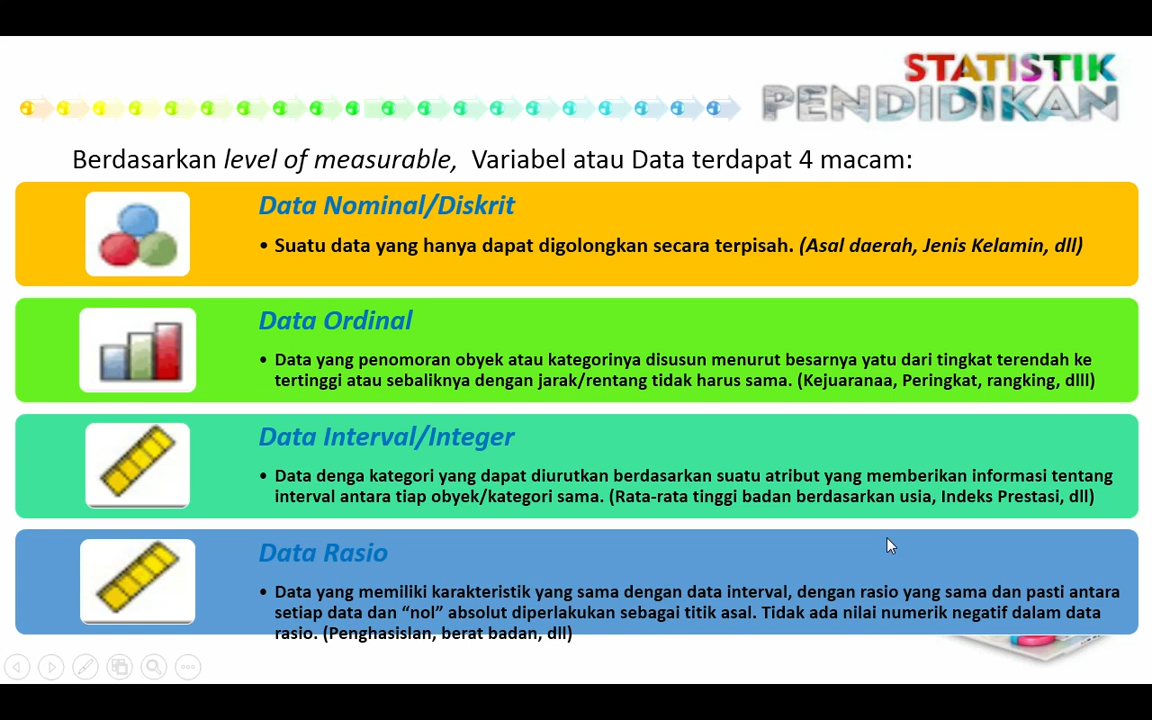 STATISTIK
PENDIDIKAN
Berdasarkan level of measurable, Variabel atau Data terdapat 4 macam:
Data Nominal/Diskrit
• Suatu data yang hanya dapat digolongkan secara terpisah. (Asal daerah, Jenis Kelamin, dll)
Data Ordinal
• Data yang penomoran obyek atau kategorinya disusun menurut besarnya yatu dari tingkat terendah ke
tertinggi atau sebaliknya dengan jarak/rentang tidak harus sama. (Kejuaranaa, Peringkat, rangking, dlll)
Data Interval/Integer
• Data denga kategori yang dapat diurutkan berdasarkan suatu atribut yang memberikan informasi tentang
interval antara tiap obyek/kategori sama. (Rata-rata tinggi badan berdasarkan usia, Indeks Prestasi, dll)
Data Rasio
• Data yang memiliki karakteristik yang sama dengan data interval, dengan rasio yang sama dan pasti antara
setiap data dan “nol” absolut diperlakukan sebagai titik asal. Tidak ada nilai numerik negatif dalam data
rasio. (Penghasislan, berat badan, dll)